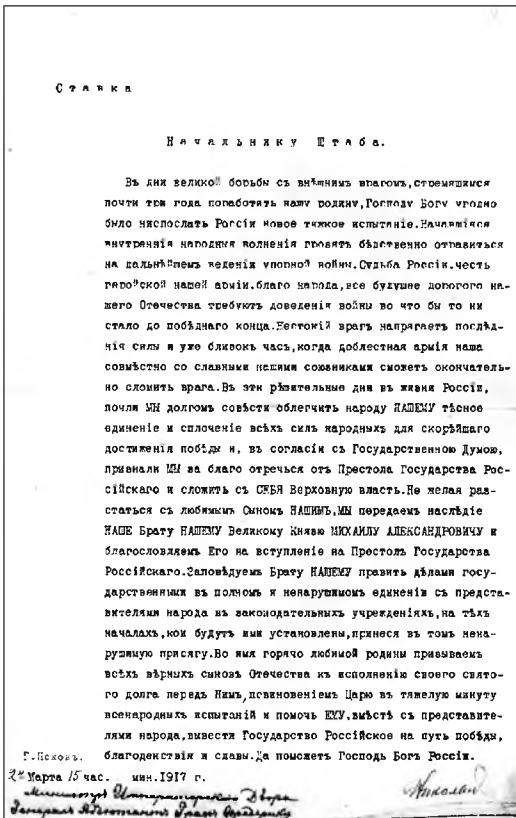 Ставка
Начальнику Штаба.
Въ дни великой борьбы съ внѣшнимъ врагомъ,стремящимся
почти три года поработить нашу родину,Господу Богу угодно
было ниспослать Россіи новое тяжкое испытаніе.Начавшіяся
внутреннія народныя волненія грозятъ бѣдственно отразиться
на дальнѣйшемъ веденіи упорной войны.Судьба Россіи,честь
геройской нашей арміи,благо народа,все будущее дорогого на-
шего Отечества требуютъ доведенія войны во что бы то ни
стало до побѣднаго конца.Жестокій врагъ напрягаетъ послѣд-
нія силы и уже близокъ часъ,когда доблестная армія наша
совмѣстно со славными нашими союзниками сможетъ окончатель-
но сломить врага.Въ эти рѣшительные дни въ жизни Россіи,
почли МЫ долгомъ совѣсти облегчить народу НАШЕМУ тѣсное
единеніе и сплоченіе всѣхъ силъ народныхъ для скорѣйшаго
достиженія побѣды и, въ согласіи съ Государственною Думою,
признали МЫ за благо отречься отъ Престола Государства Рос-
сійскаго и сложить съ СЕБЯ Верховную власть.Не желая раз-
статься съ любимымъ Сыномъ НАШИМЪ,МЫ передаемъ наслѣдіе
НАШЕ Брату НАШЕМУ Великому Князю МИХАИЛУ АЛЕКСАНДРОВИЧУ и
благословляемъ Его на вступленіе на Престолъ Государства
Россійскаго.Заповѣдуемъ Брату НАШЕМУ править дѣлами госу-
дарственными въ полномъ и ненарушимомъ единеніи съ предста-
вителями народа въ законодательныхъ учрежденіяхъ,на тѣхъ
началахъ,кои будутъ ими установлены,принеся въ томъ нена-
рушимую присягу.Во имя горячо любимой родины призываемъ
всѣхъ вѣрныхъ сыновъ Отечества къ исполненію своего свято-
го долга передъ Нимъ,повиновеніемъ Царю въ тяжелую минуту
всенародныхъ испытаній и помочь ЕМУ,вмѣстѣ съ представите-
лями народа,вывести Государство Россійское на путь побѣды,
благоденствія и славы.Да поможетъ Господь Богъ Россіи.
Г.Псковъ.
2го Марта 15 час. мин.1917 г.
Николай
Министръ Императорскаго Двора
Генералъ Адъютантъ Графъ Фредериксъ